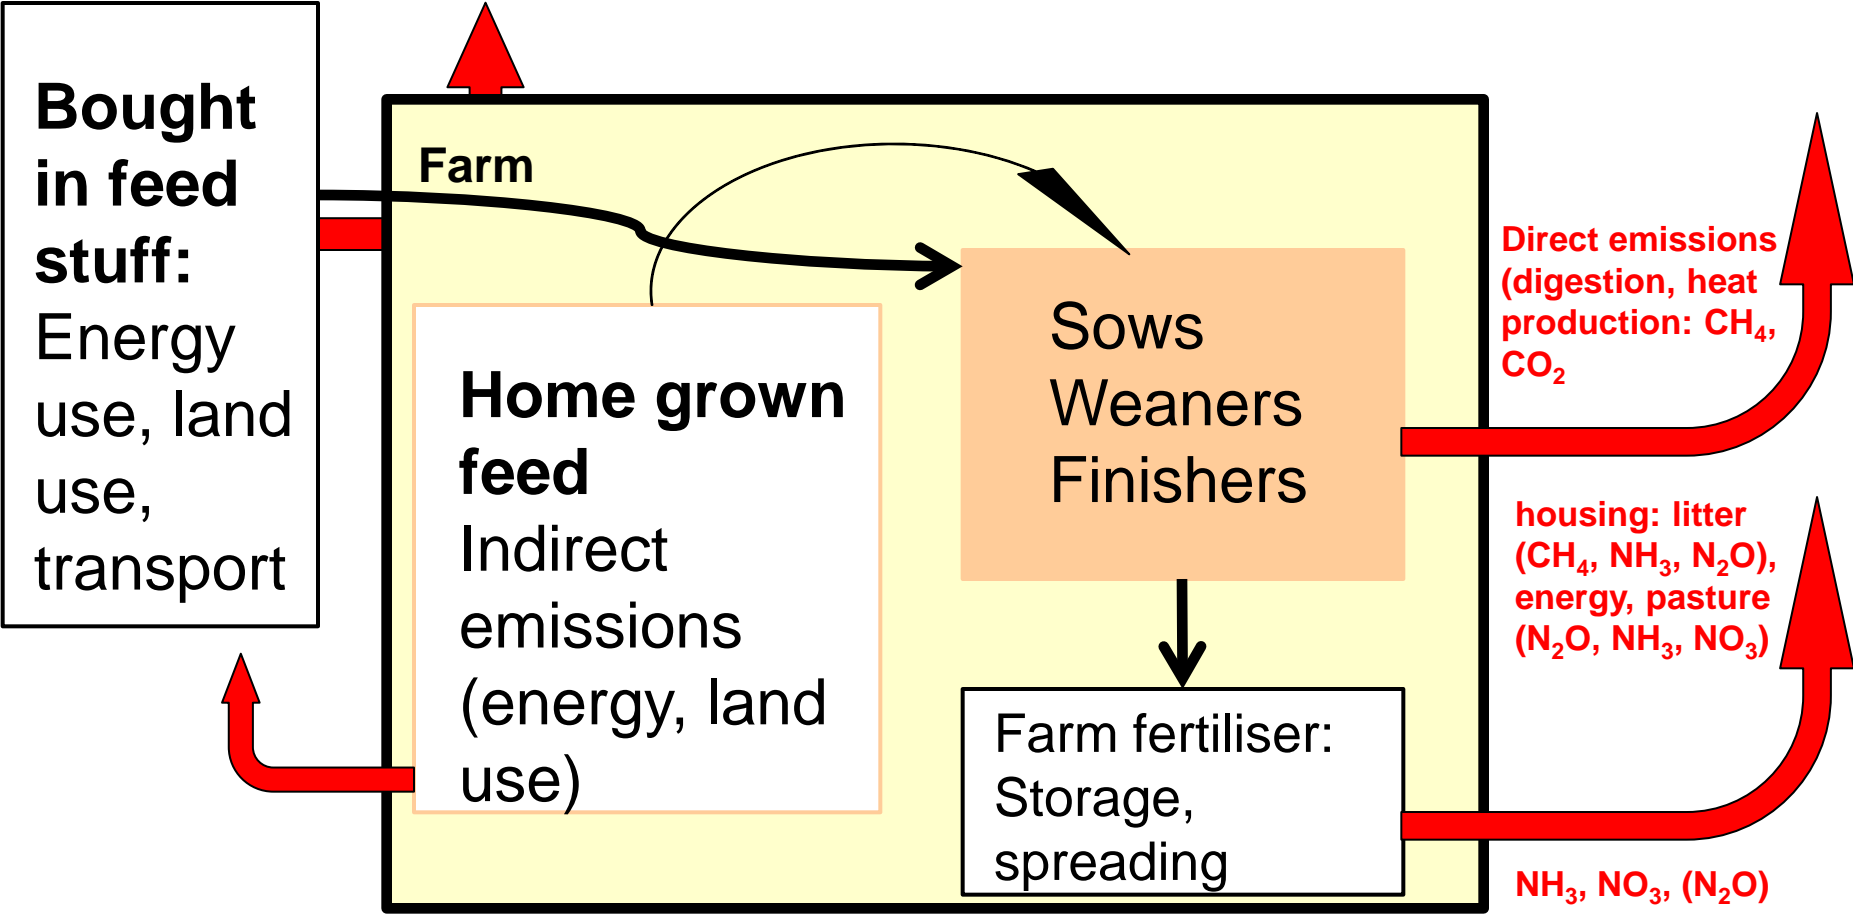 Bought
in feed
stuff:
Energy
use, land
use,
transport
Farm
Home grown
feed
Indirect
emissions
(energy, land
use)
Sows
Weaners
Finishers
Farm fertiliser:
Storage,
spreading
Direct emissions
(digestion, heat
production: CH₄,
CO₂
housing: litter
(CH₄, NH₃, N₂O),
energy, pasture
(N₂O, NH₃, NO₃)
NH₃, NO₃, (N₂O)